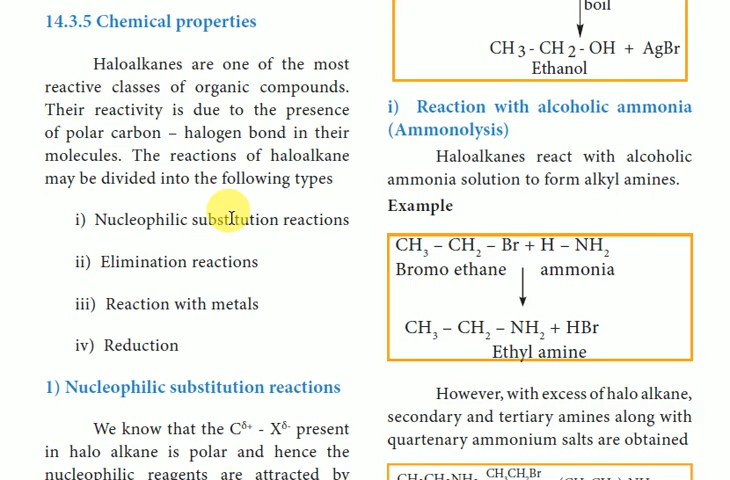 14.3.5 Chemical properties
Haloalkanes are one of the most
reactive classes of organic compounds.
Their reactivity is due to the presence
of polar carbon – halogen bond in their
molecules. The reactions of haloalkane
may be divided into the following types
i) Nucleophilic substitution reactions
ii) Elimination reactions
iii) Reaction with metals
iv) Reduction
1) Nucleophilic substitution reactions
We know that the Cδ+ - Xδ- present
in halo alkane is polar and hence the
nucleophilic reagents are attracted by
boil
CH3 - CH2 - OH + AgBr
Ethanol
i) Reaction with alcoholic ammonia
(Ammonolysis)
Haloalkanes react with alcoholic
ammonia solution to form alkyl amines.
Example
CH3 – CH2 – Br + H – NH2
Bromo ethane ammonia
CH3 – CH2 – NH2 + HBr
Ethyl amine
However, with excess of halo alkane,
secondary and tertiary amines along with
quartenary ammonium salts are obtained
CH3CH2Br